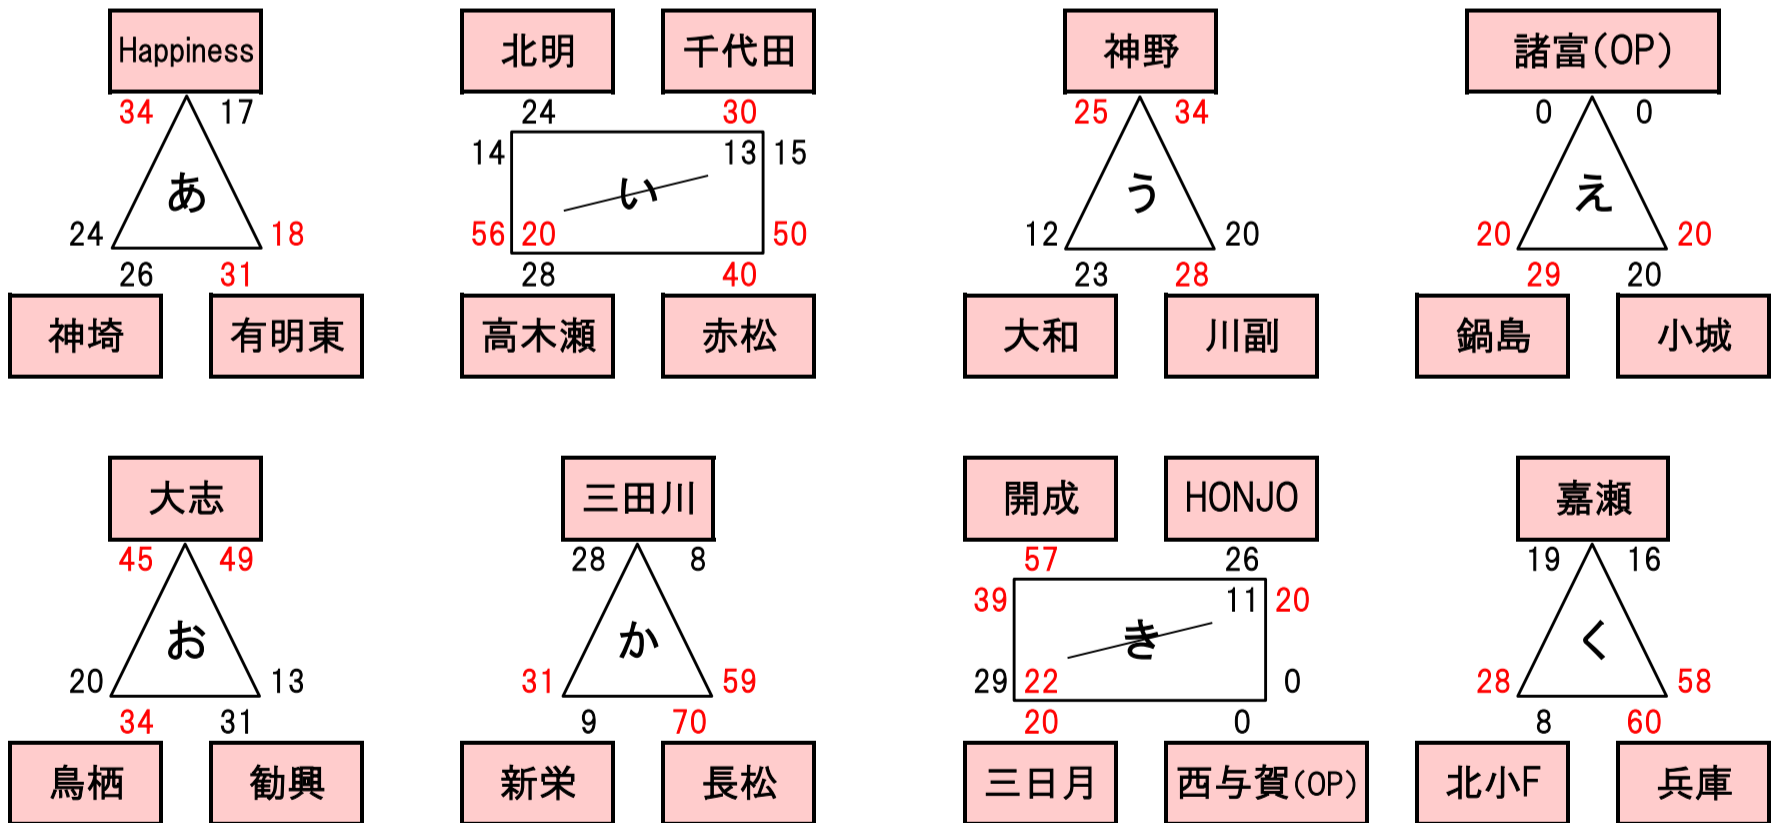 Happiness 北明 千代田 神野 諸富(OP)
34 17 24 30 25 34 0 0
14 13 15
あ い う え
24 18 56 20 50 12 20 20 20
26 31 28 40 23 28 29 20
神埼 有明東 高木瀬 赤松 大和 川副 鍋島 小城
大志 三田川 開成 HONJO 嘉瀬
45 49 28 8 57 26 19 16
39 11 20
お か き く
20 13 31 59 29 22 0 28 58
34 31 9 70 20 0 8 60
鳥栖 勧興 新栄 長松 三日月 西与賀(OP) 北小F 兵庫